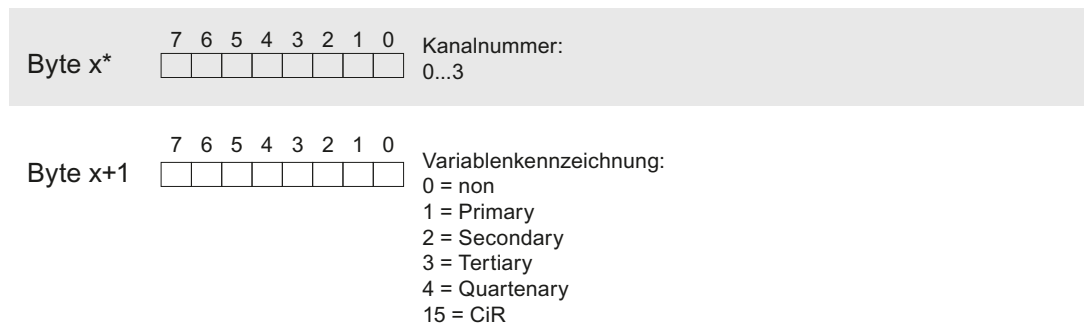 7 6 5 4 3 2 1 0
Byte x*
Kanalnummer:
0...3
7 6 5 4 3 2 1 0
Byte x+1
Variablenkennzeichnung:
0 = non
1 = Primary
2 = Secondary
3 = Tertiary
4 = Quartenary
15 = CiR